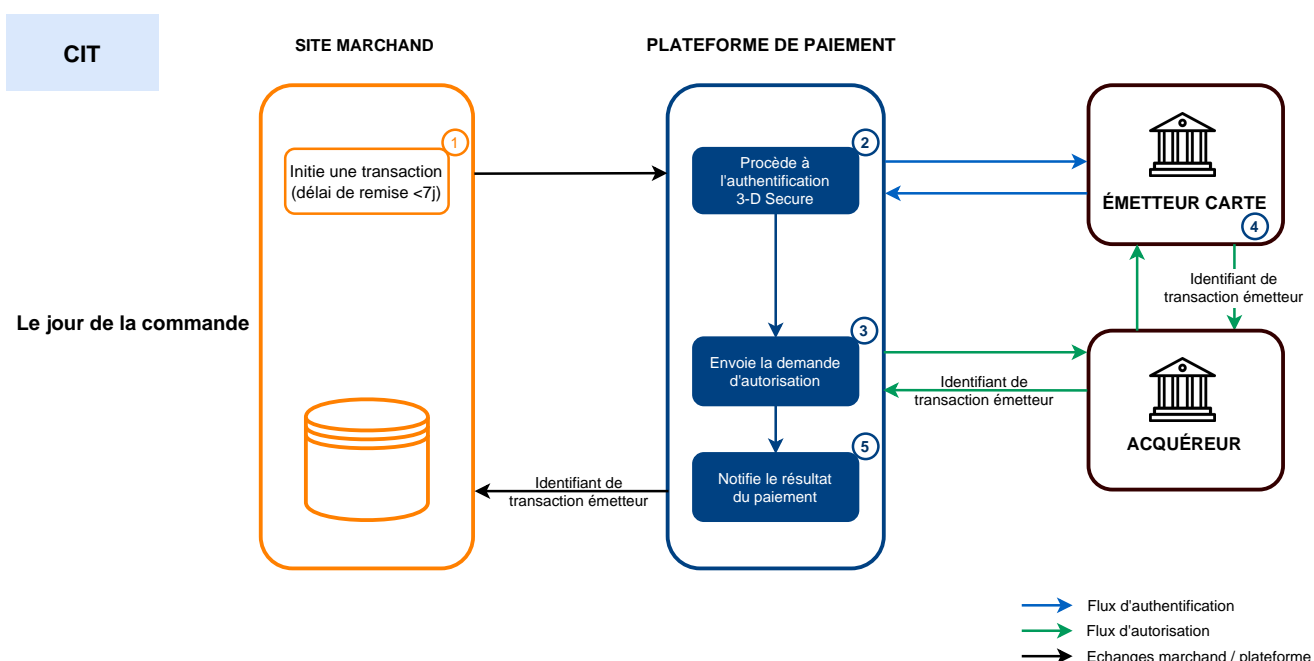 CIT
SITE MARCHAND
PLATEFORME DE PAIEMENT
1
Initie une transaction
(délai de remise <7j)
2
Procède à
l'authentification
3-D Secure
ÉMETTEUR CARTE
4
Identifiant de
transaction émetteur
Le jour de la commande
3
Envoie la demande
d'autorisation
Identifiant de
transaction émetteur
ACQUÉREUR
5
Notifie le résultat
du paiement
Identifiant de
transaction émetteur
Flux d'authentification
Flux d'autorisation
Echanges marchand / plateforme